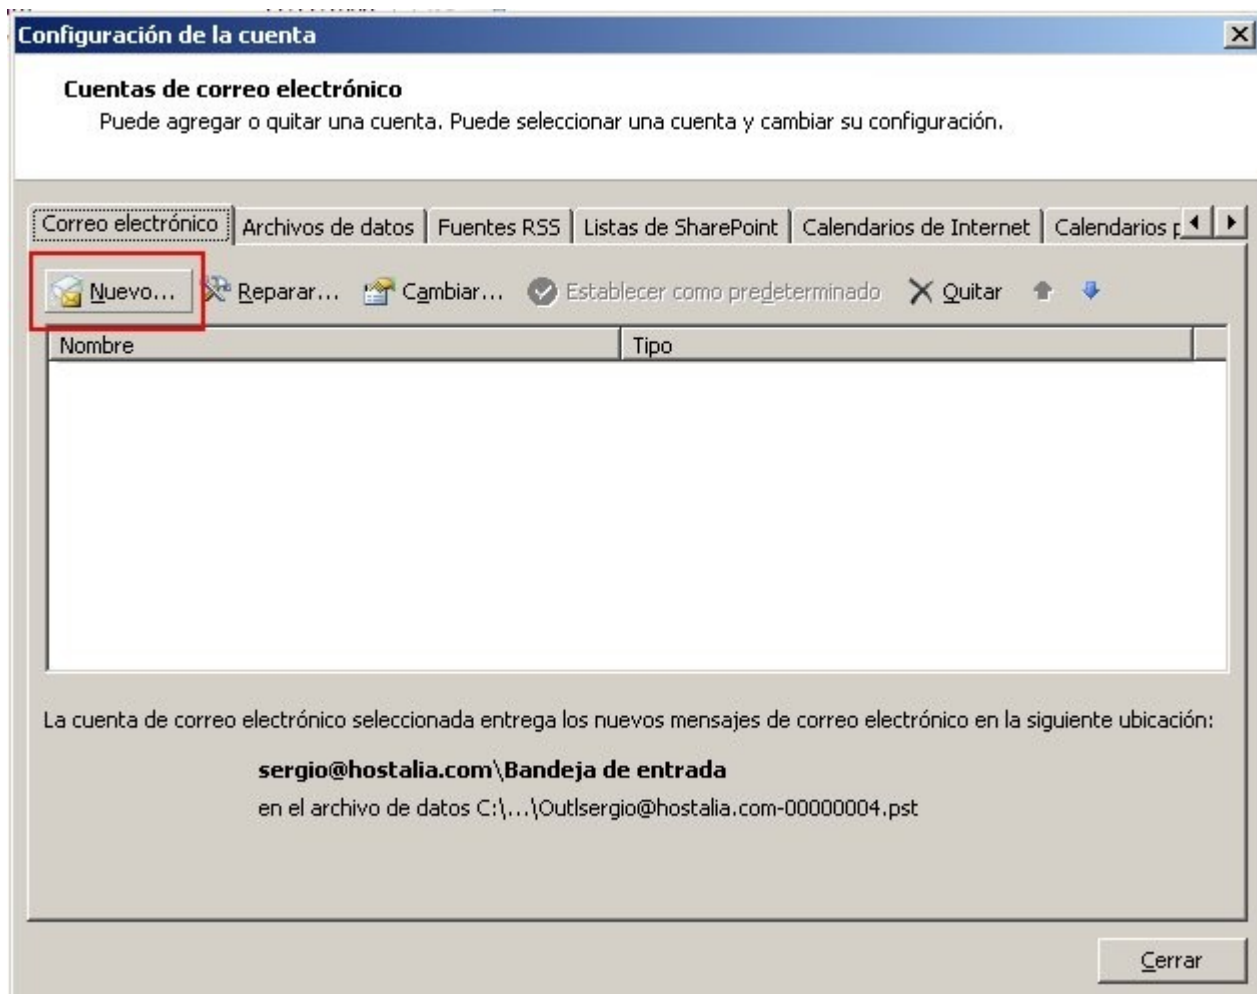 Configuración de la cuenta
Cuentas de correo electrónico
Puede agregar o quitar una cuenta. Puede seleccionar una cuenta y cambiar su configuración.
Correo electrónico Archivos de datos Fuentes RSS Listas de SharePoint Calendarios de Internet Calendarios p
Nuevo... Reparar... Cambiar... Establecer como predeterminado Quitar
Nombre Tipo
La cuenta de correo electrónico seleccionada entrega los nuevos mensajes de correo electrónico en la siguiente ubicación:
sergio@hostalia.com\Bandeja de entrada
en el archivo de datos C:\...\Outlsergio@hostalia.com-00000004.pst
Cerrar